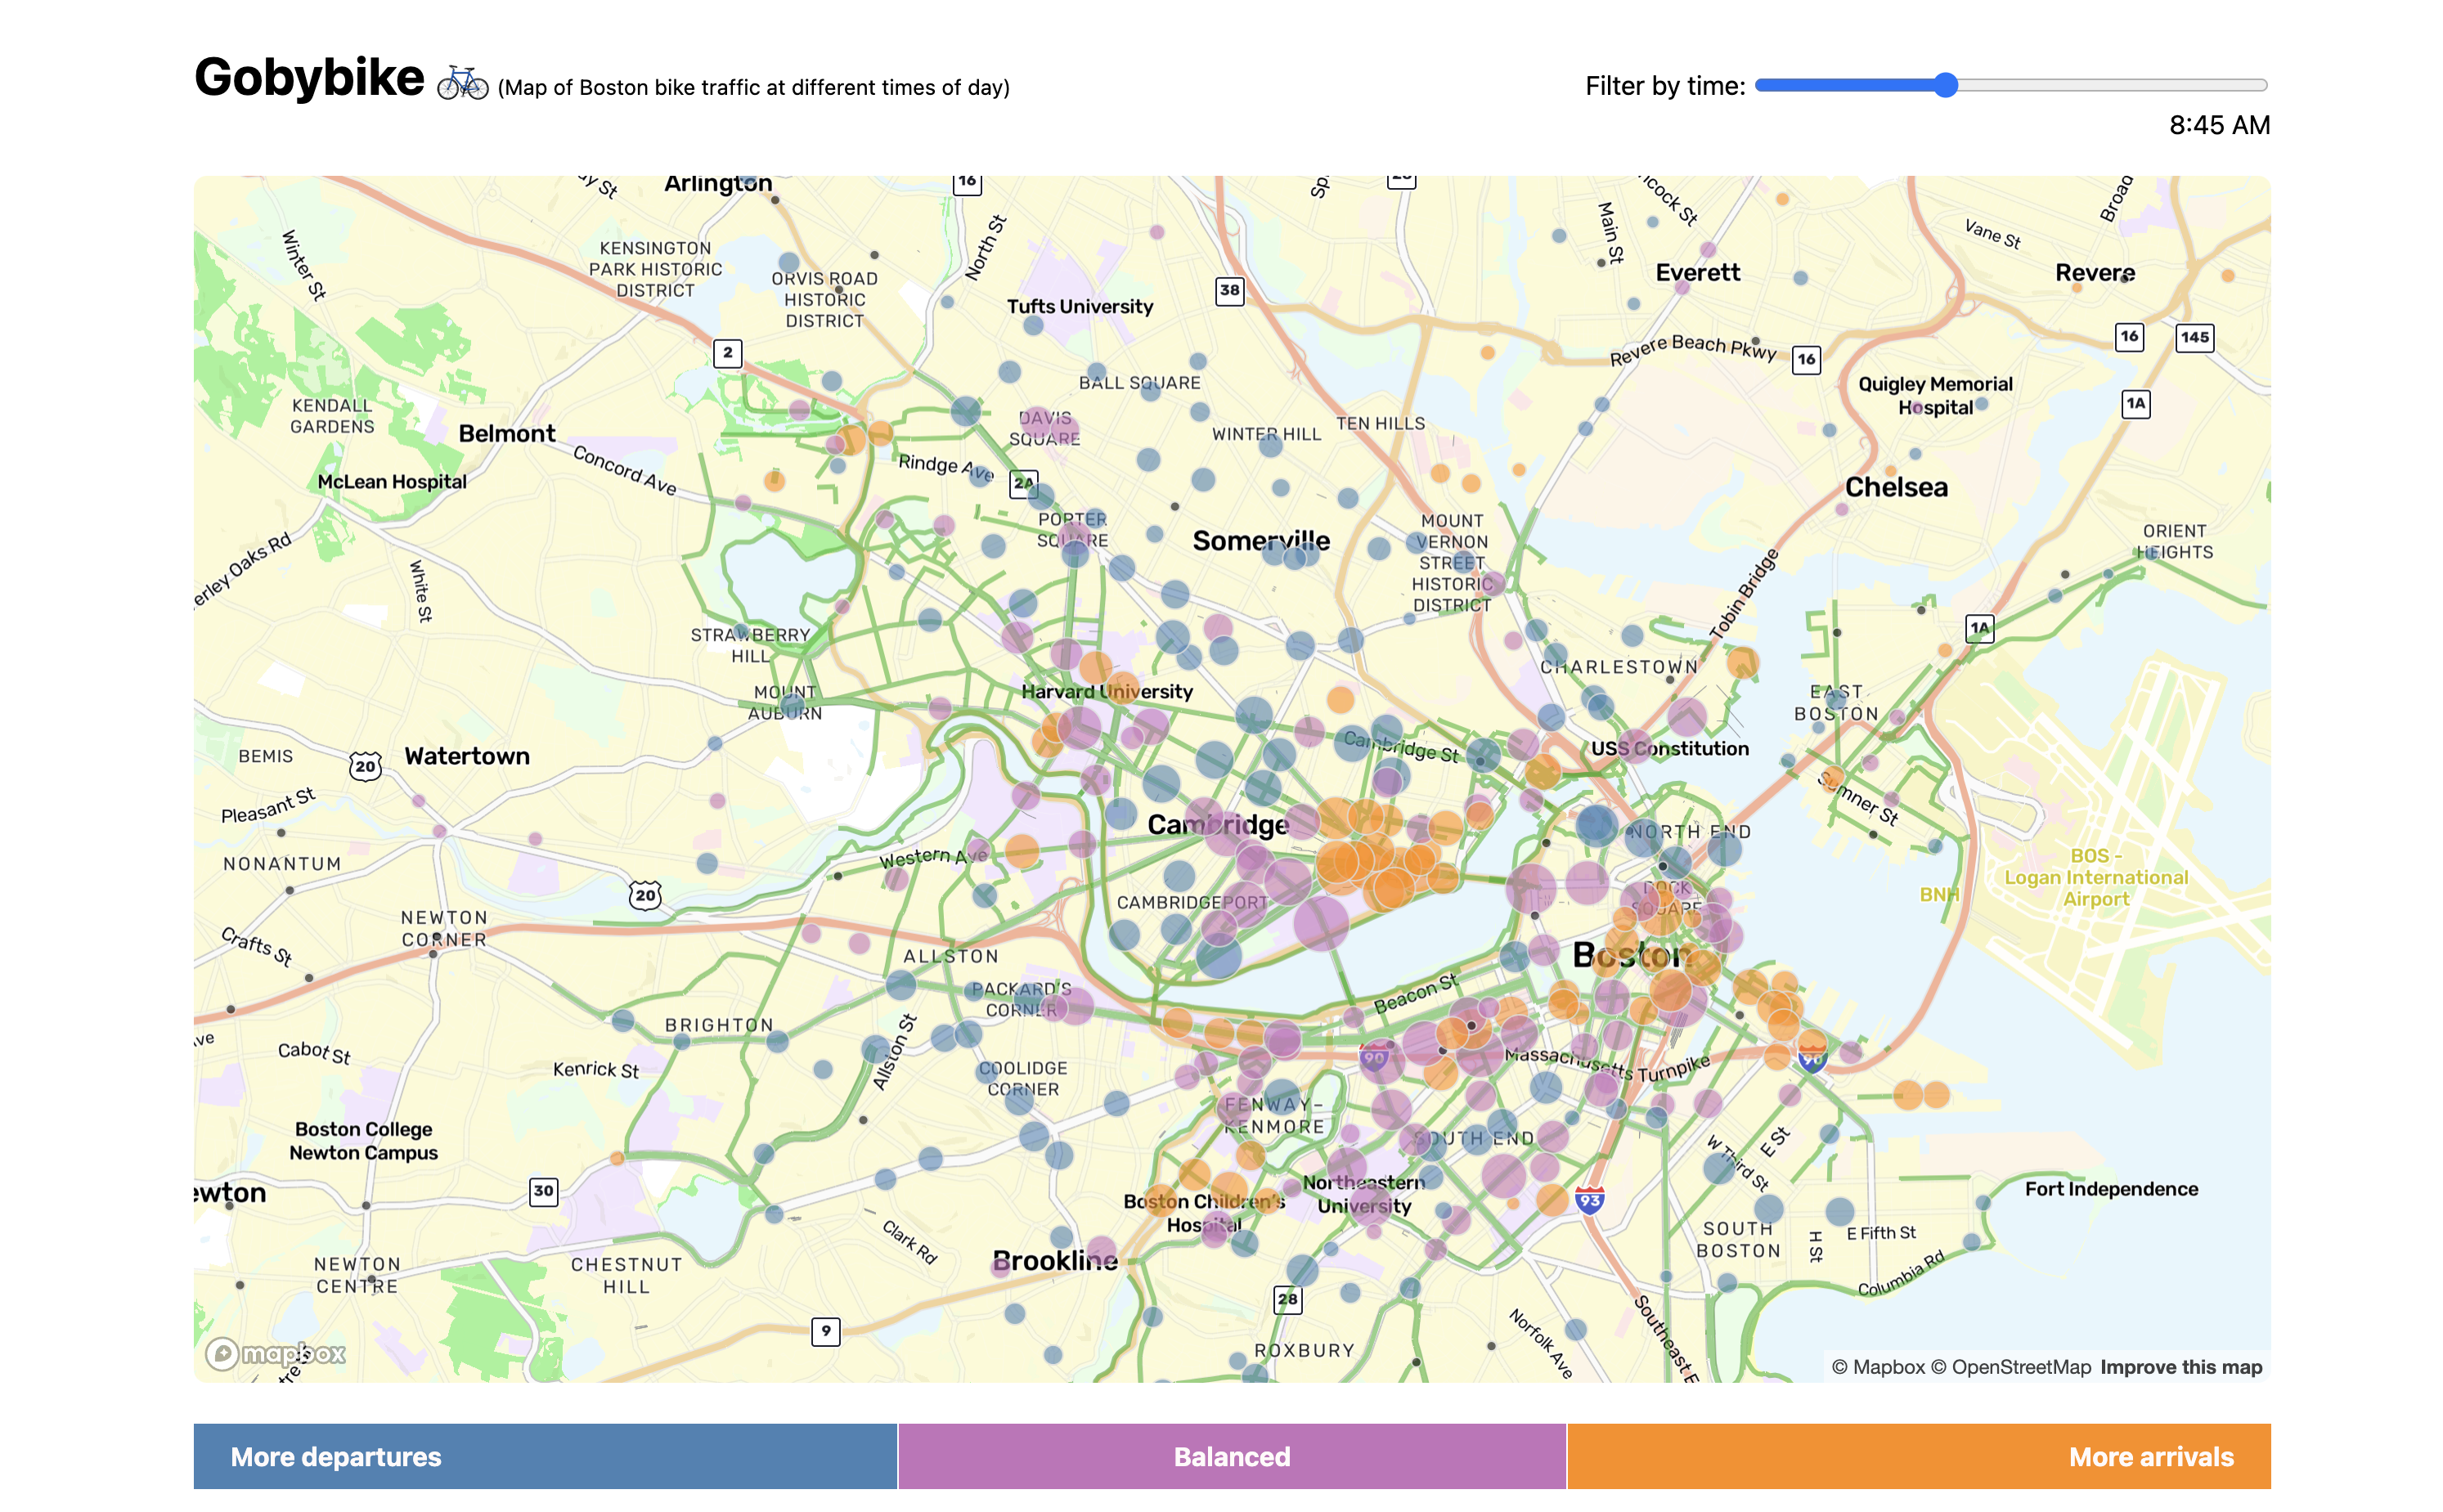 Gobybike 🚲 (Map of Boston bike traffic at different times of day)
Filter by time:
8:45 AM
Arlington
16
North St
Winter St
KENSINGTON
PARK HISTORIC
DISTRICT
ORVIS ROAD
HISTORIC
DISTRICT
Tufts University
38
Main St
Everett
Vane St
Revere
Broad
2
BALL SQUARE
Revere Beach Pkwy
16
16
145
1A
Quigley Memorial
Hospital
KENDALL
GARDENS
Belmont
DAVIS
SQUARE
WINTER HILL
TEN HILLS
Concord Ave
Rindge Ave
2A
McLean Hospital
Chelsea
PORTER
SQUARE
Somerville
MOUNT
VERNON
STREET
HISTORIC
DISTRICT
ORIENT
HEIGHTS
erley Oaks Rd
White St
Tobin Bridge
1A
STRAWBERRY
HILL
CHARLESTOWN
MOUNT
AUBURN
Harvard University
EAST
BOSTON
BEMIS
20
Watertown
Cambridge St
USS Constitution
Pleasant St
Sumner St
Cambridge
NORTH END
NONANTUM
Western Ave
20
BOS -
Logan International
Airport
BNH
DOCK
SQUARE
CAMBRIDGEPORT
NEWTON
CORNER
Crafts St
ALLSTON
Boston
PACKARD'S
CORNER
Beacon St
BRIGHTON
Cabot St
Kenrick St
Allston St
COOLIDGE
CORNER
90
Massachusetts Turnpike
90
FENWAY-
KENMORE
SOUTH END
Boston College
Newton Campus
W Third St
E St
ewton
30
Boston Children's
Hospital
Northeastern
University
93
Fort Independence
Clark Rd
Brookline
SOUTH
BOSTON
H St
E Fifth St
Columbia Rd
NEWTON
CENTRE
CHESTNUT
HILL
28
9
Norfolk Ave
Southeast E
ROXBURY
mapbox
© Mapbox © OpenStreetMap Improve this map
More departures
Balanced
More arrivals